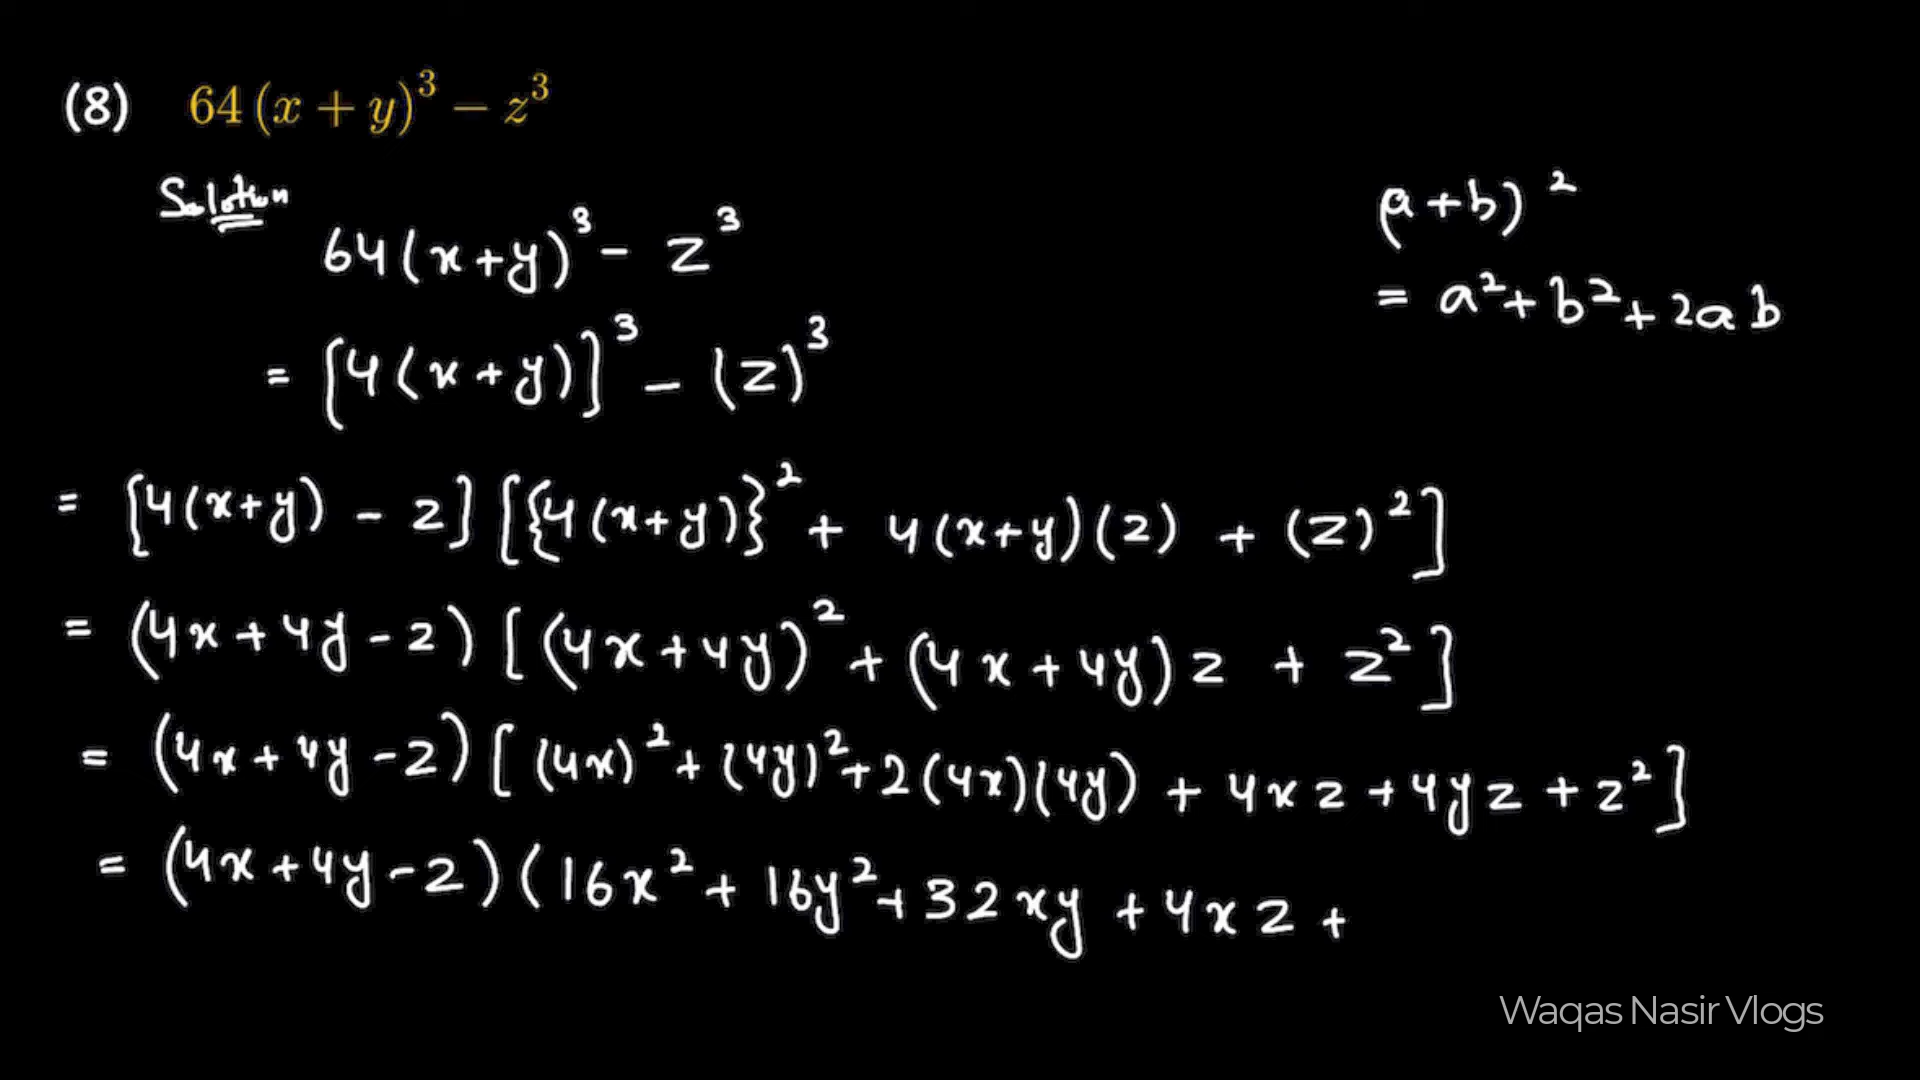 (8) 64 (x + y)³ − z³
Solution
64(x+y)³ - z³
(a+b)²
= a²+b²+2ab
= [4(x+y)]³ - (z)³
= [4(x+y) - z] [{4(x+y)}² + 4(x+y)(z) + (z)²]
= (4x+4y-z) [(4x+4y)² + (4x+4y)z + z²]
= (4x+4y-z) [(4x)²+(4y)²+2(4x)(4y) + 4xz+4yz+z²]
= (4x+4y-z)(16x²+16y²+32xy+4xz+
Waqas Nasir Vlogs